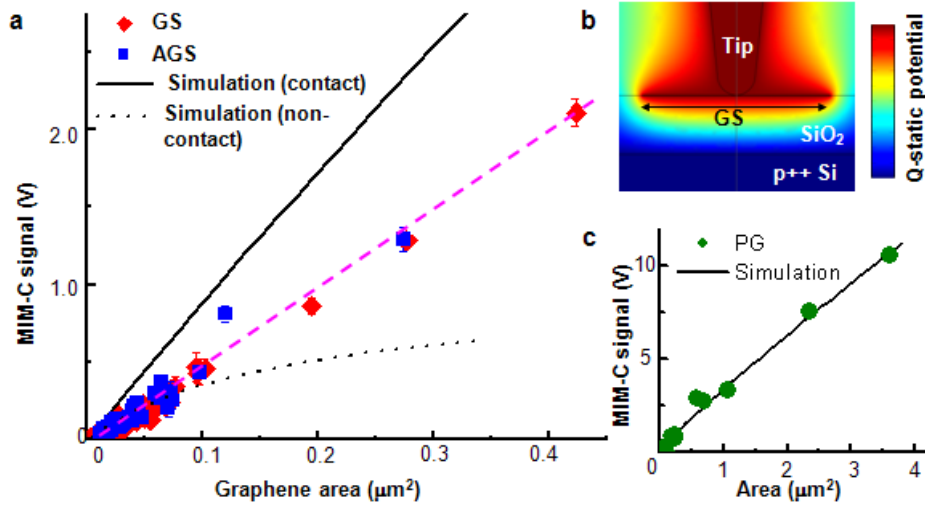 a
GS
AGS
Simulation (contact)
Simulation (non-
contact)
MIM-C signal (V)
2.0
1.0
0
0
0.1
0.2
0.3
0.4
Graphene area (μm²)
b
Tip
GS
SiO₂
p++ Si
Q-static potential
c
PG
Simulation
MIM-C signal (V)
10
5
0
0
1
2
3
4
Area (μm²)